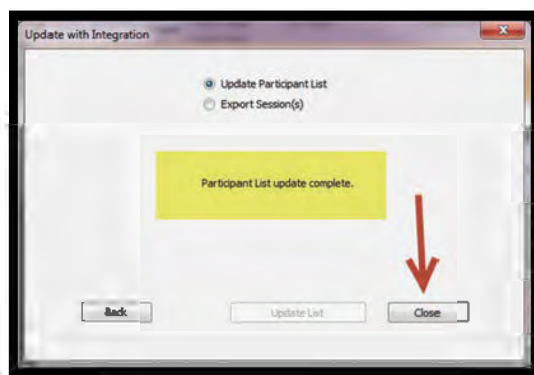 Update with Integration
Update Participant List
Export Session(s)
Participant List update complete.
Back
Update List
Close